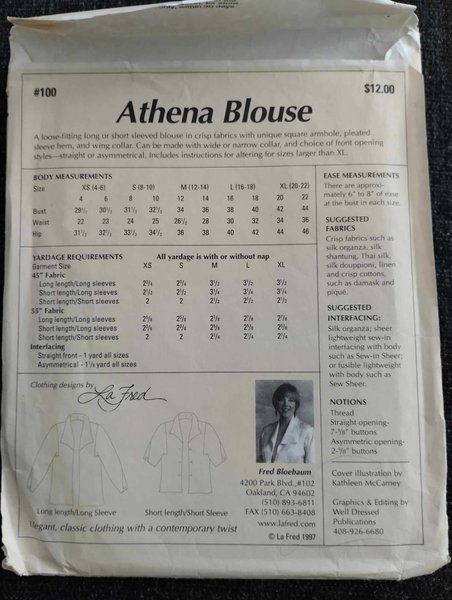 #100
$12.00
Athena Blouse
A loose-fitting long or short sleeved blouse in crisp fabrics with unique square armhole, pleated
sleeve hem, and wing collar. Can be made with wide or narrow collar, and choice of front opening
styles—straight or asymmetrical. Includes instructions for altering for sizes larger than XL.
BODY MEASUREMENTS
Size XS (4-6) S (8-10) M (12-14) L (16-18) XL (20-22)
4 6 8 10 12 14 16 18 20 22
Bust 29½ 30½ 31½ 32½ 34 36 38 40 42 44
Waist 22 23 24 25 26½ 28 30 32 34 36
Hip 31½ 32½ 33½ 34½ 36 38 40 42 44 46
YARDAGE REQUIREMENTS All yardage is with or without nap
Garment Size XS S M L XL
45" Fabric
Long length/Long sleeves
Short length/Long sleeves
Short length/Short sleeves 2 2
55" Fabric
Long length/Long sleeves
Short length/Long sleeves
Short length/Short sleeves 2 2
Interfacing
Straight front - 1 yard all sizes
Asymmetrical - all sizes
EASE MEASUREMENTS
There are approxi-
mately 6" to 8" of ease
at the bust in each size.
SUGGESTED
FABRICS
Crisp fabrics such as
silk organza, silk
shantung, Thai silk,
silk douppioni, linen
and crisp cottons,
such as damask and
piqué.
SUGGESTED
INTERFACING:
Silk organza; sheer
lightweight sew-in
interfacing with body
such as Sew-in Sheer;
or fusible lightweight
with body such as
Sew Sheer.
NOTIONS
Thread
Straight opening-
7-⅝" buttons
Asymmetric opening-
2-⅝" buttons
Cover illustration by
Kathleen McCarney
Graphics & Editing by
Well Dressed
Publications
408-926-6680
Clothing designs by
La Fred
Fred Bloebaum
4200 Park Blvd.,#102
Oakland, CA 94602
(510) 893-6811
FAX (510) 663-8408
www.lafred.com
© La Fred 1997
Long length/Long Sleeve
Short length/Short Sleeve
Elegant, classic clothing with a contemporary twist